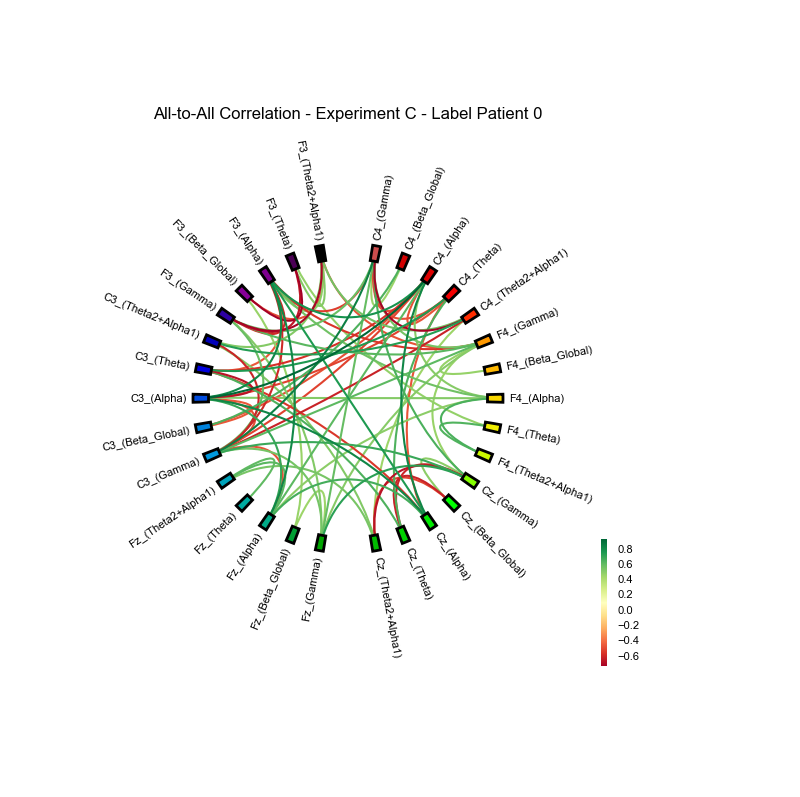 All-to-All Correlation - Experiment C - Label Patient 0
F3_(Theta2+Alpha1)
F3_(Theta)
F3_(Alpha)
F3_(Beta_Global)
F3_(Gamma)
C3_(Theta2+Alpha1)
C3_(Theta)
C3_(Alpha)
C3_(Beta_Global)
C3_(Gamma)
Fz_(Theta2+Alpha1)
Fz_(Theta)
Fz_(Alpha)
Fz_(Beta_Global)
Fz_(Gamma)
Cz_(Theta2+Alpha1)
Cz_(Theta)
Cz_(Alpha)
Cz_(Beta_Global)
Cz_(Gamma)
F4_(Theta2+Alpha1)
F4_(Theta)
F4_(Alpha)
F4_(Beta_Global)
F4_(Gamma)
C4_(Theta2+Alpha1)
C4_(Theta)
C4_(Alpha)
C4_(Beta_Global)
C4_(Gamma)
0.8
0.6
0.4
0.2
0.0
−0.2
−0.4
−0.6